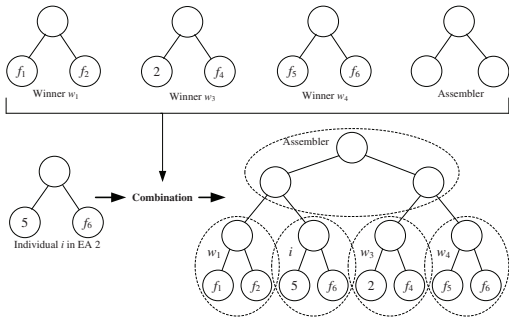 f1 f2 2 f4 f5 f6
Winner w1 Winner w3 Winner w4 Assembler
Assembler
5 f6 Combination
Individual i in EA 2
w1 i w3 w4
f1 f2 5 f6 2 f4 f5 f6